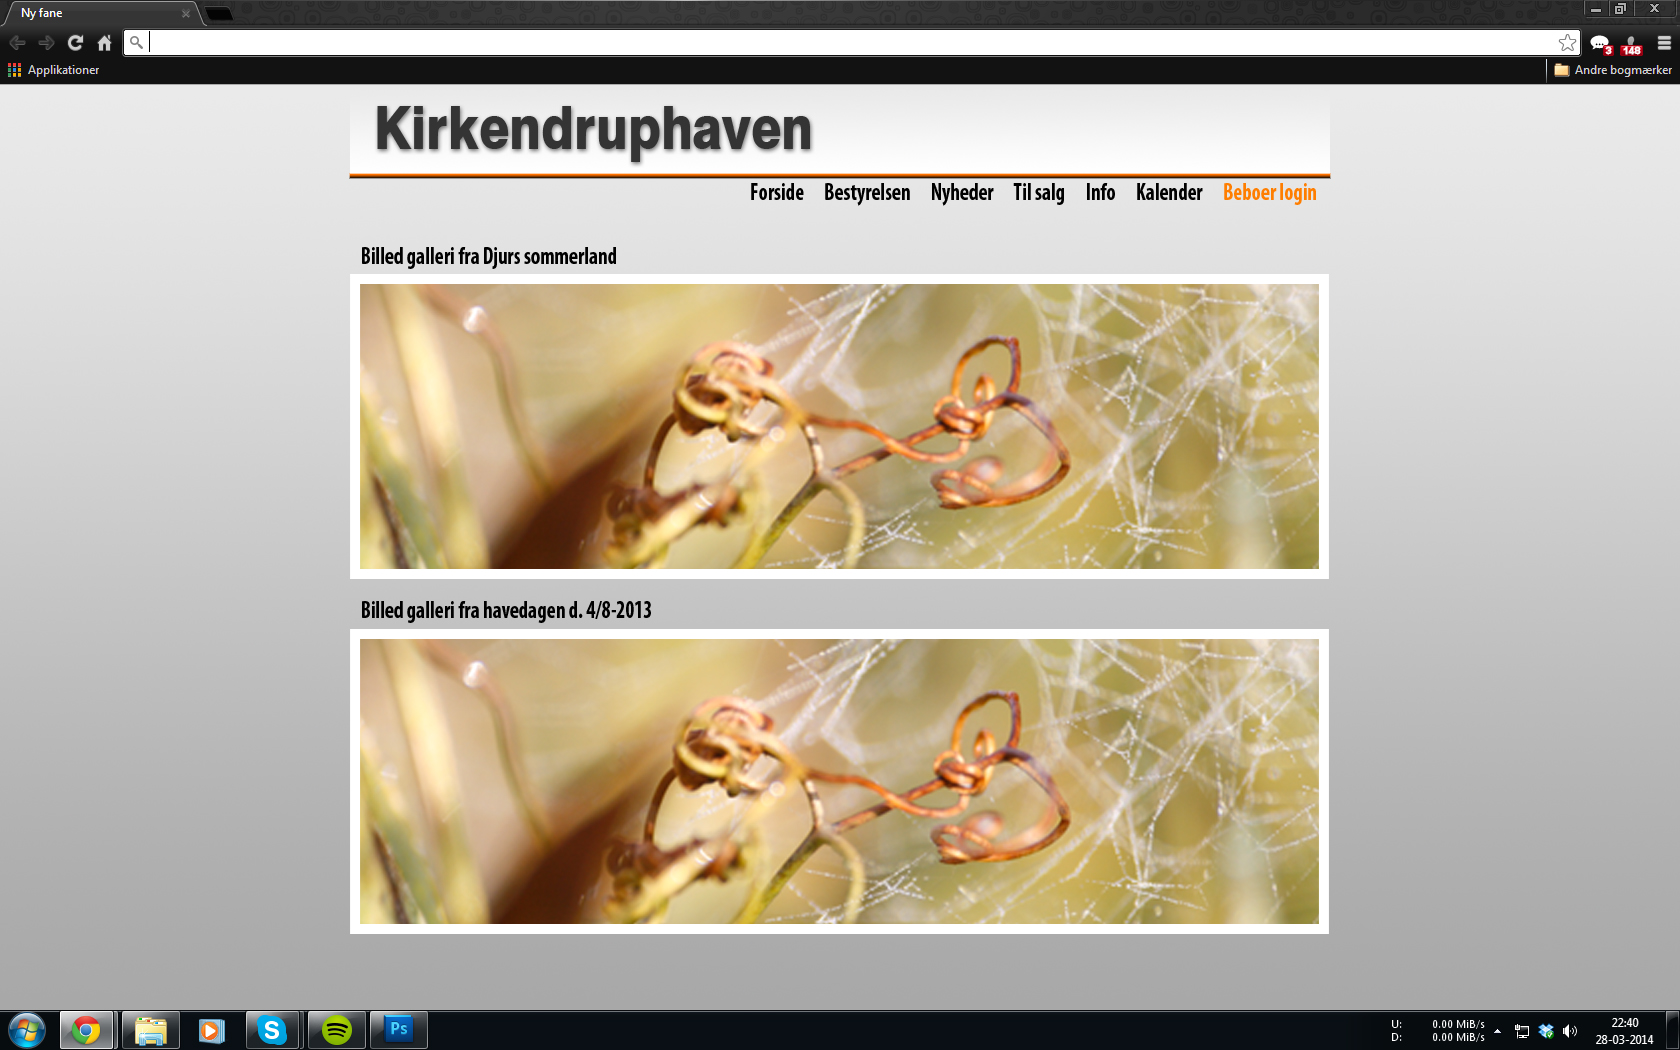 Ny fane
3
148
Applikationer
Andre bogmærker
Kirkendruphaven
Forside Bestyrelsen Nyheder Til salg Info Kalender Beboer login
Billed galleri fra Djurs sommerland
Billed galleri fra havedagen d. 4/8-2013
S
Ps
U: 0.00 MiB/s
D: 0.00 MiB/s
22:40
28-03-2014